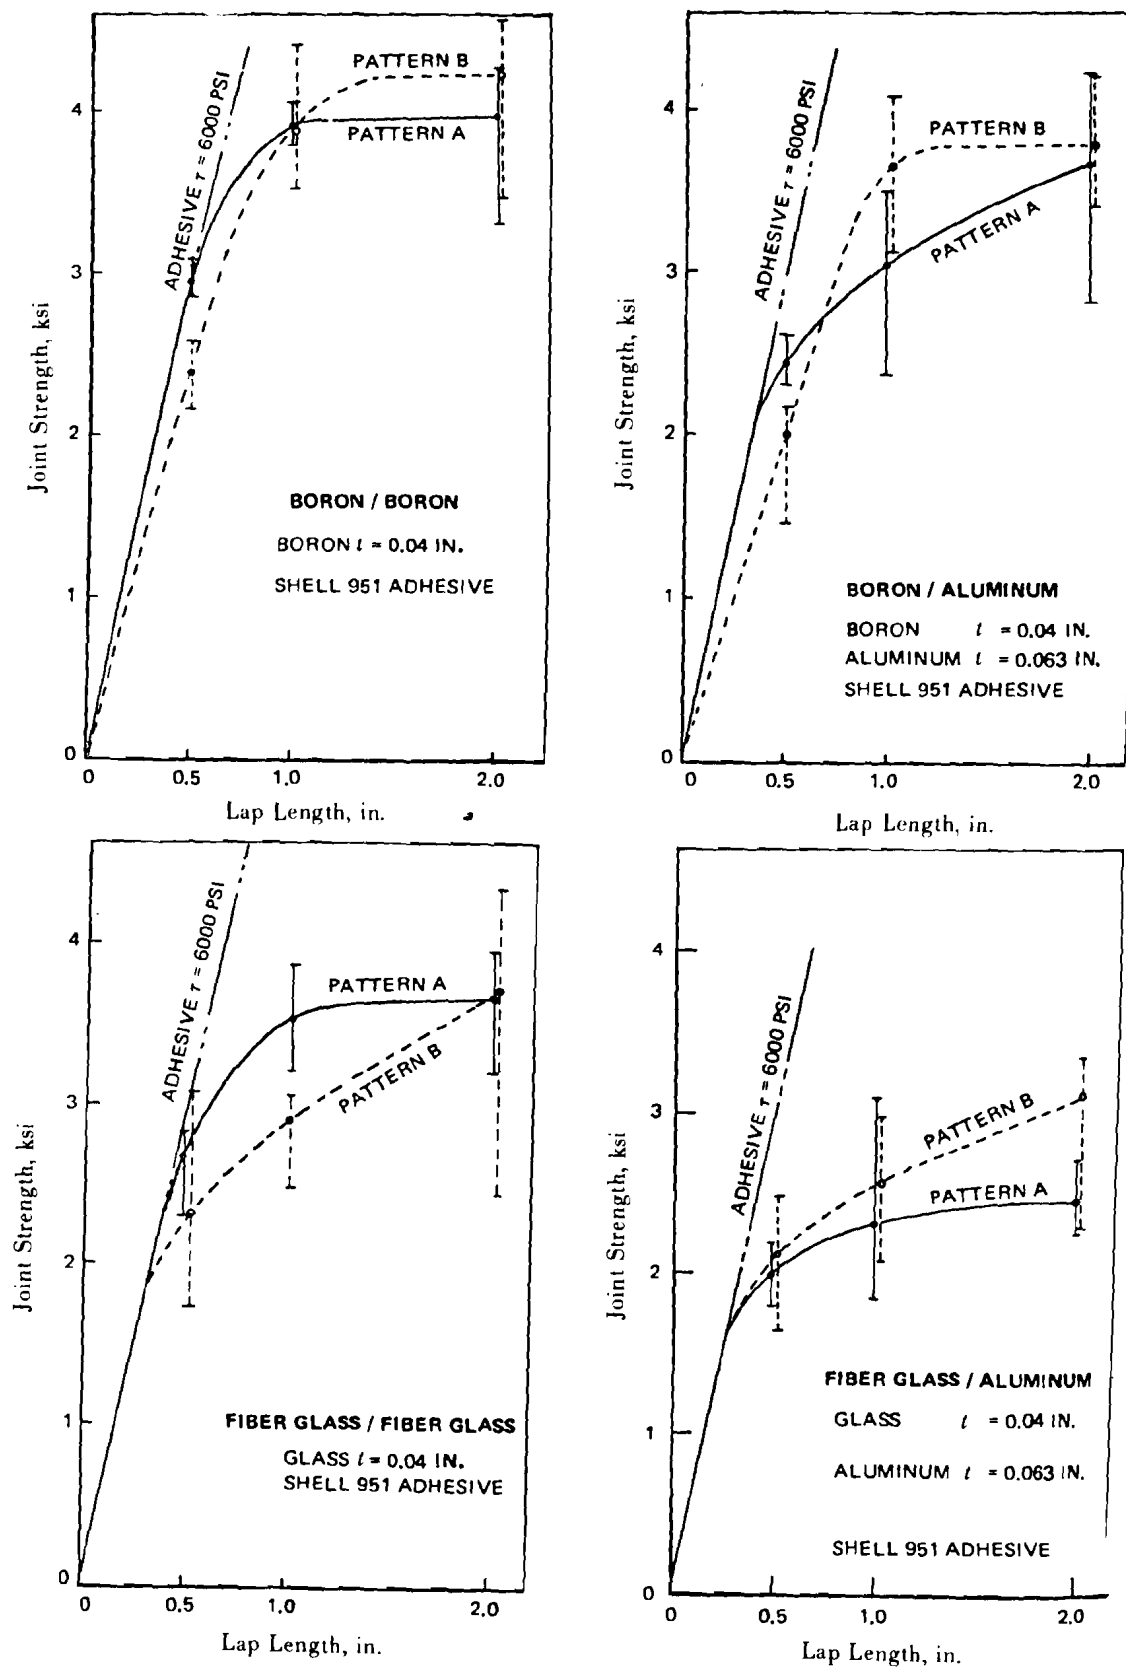 PATTERN B
PATTERN A
ADHESIVE τ = 6000 PSI
4
3
2
1
0
Joint Strength, ksi
BORON / BORON
BORON t = 0.04 IN.
SHELL 951 ADHESIVE
0 0.5 1.0 2.0
Lap Length, in.
PATTERN B
PATTERN A
ADHESIVE τ = 6000 PSI
4
3
2
1
0
Joint Strength, ksi
BORON / ALUMINUM
BORON t = 0.04 IN.
ALUMINUM t = 0.063 IN.
SHELL 951 ADHESIVE
0 0.5 1.0 2.0
Lap Length, in.
ADHESIVE τ = 6000 PSI
PATTERN A
PATTERN B
4
3
2
1
0
Joint Strength, ksi
FIBER GLASS / FIBER GLASS
GLASS t = 0.04 IN.
SHELL 951 ADHESIVE
0 0.5 1.0 2.0
Lap Length, in.
ADHESIVE τ = 6000 PSI
PATTERN B
PATTERN A
4
3
2
1
0
Joint Strength, ksi
FIBER GLASS / ALUMINUM
GLASS t = 0.04 IN.
ALUMINUM t = 0.063 IN.
SHELL 951 ADHESIVE
0 0.5 1.0 2.0
Lap Length, in.